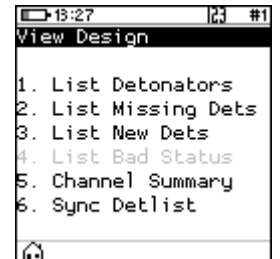 13:27 123 #1
View Design
1. List Detonators
2. List Missing Dets
3. List New Dets
4. List Bad Status
5. Channel Summary
6. Sync Detlist